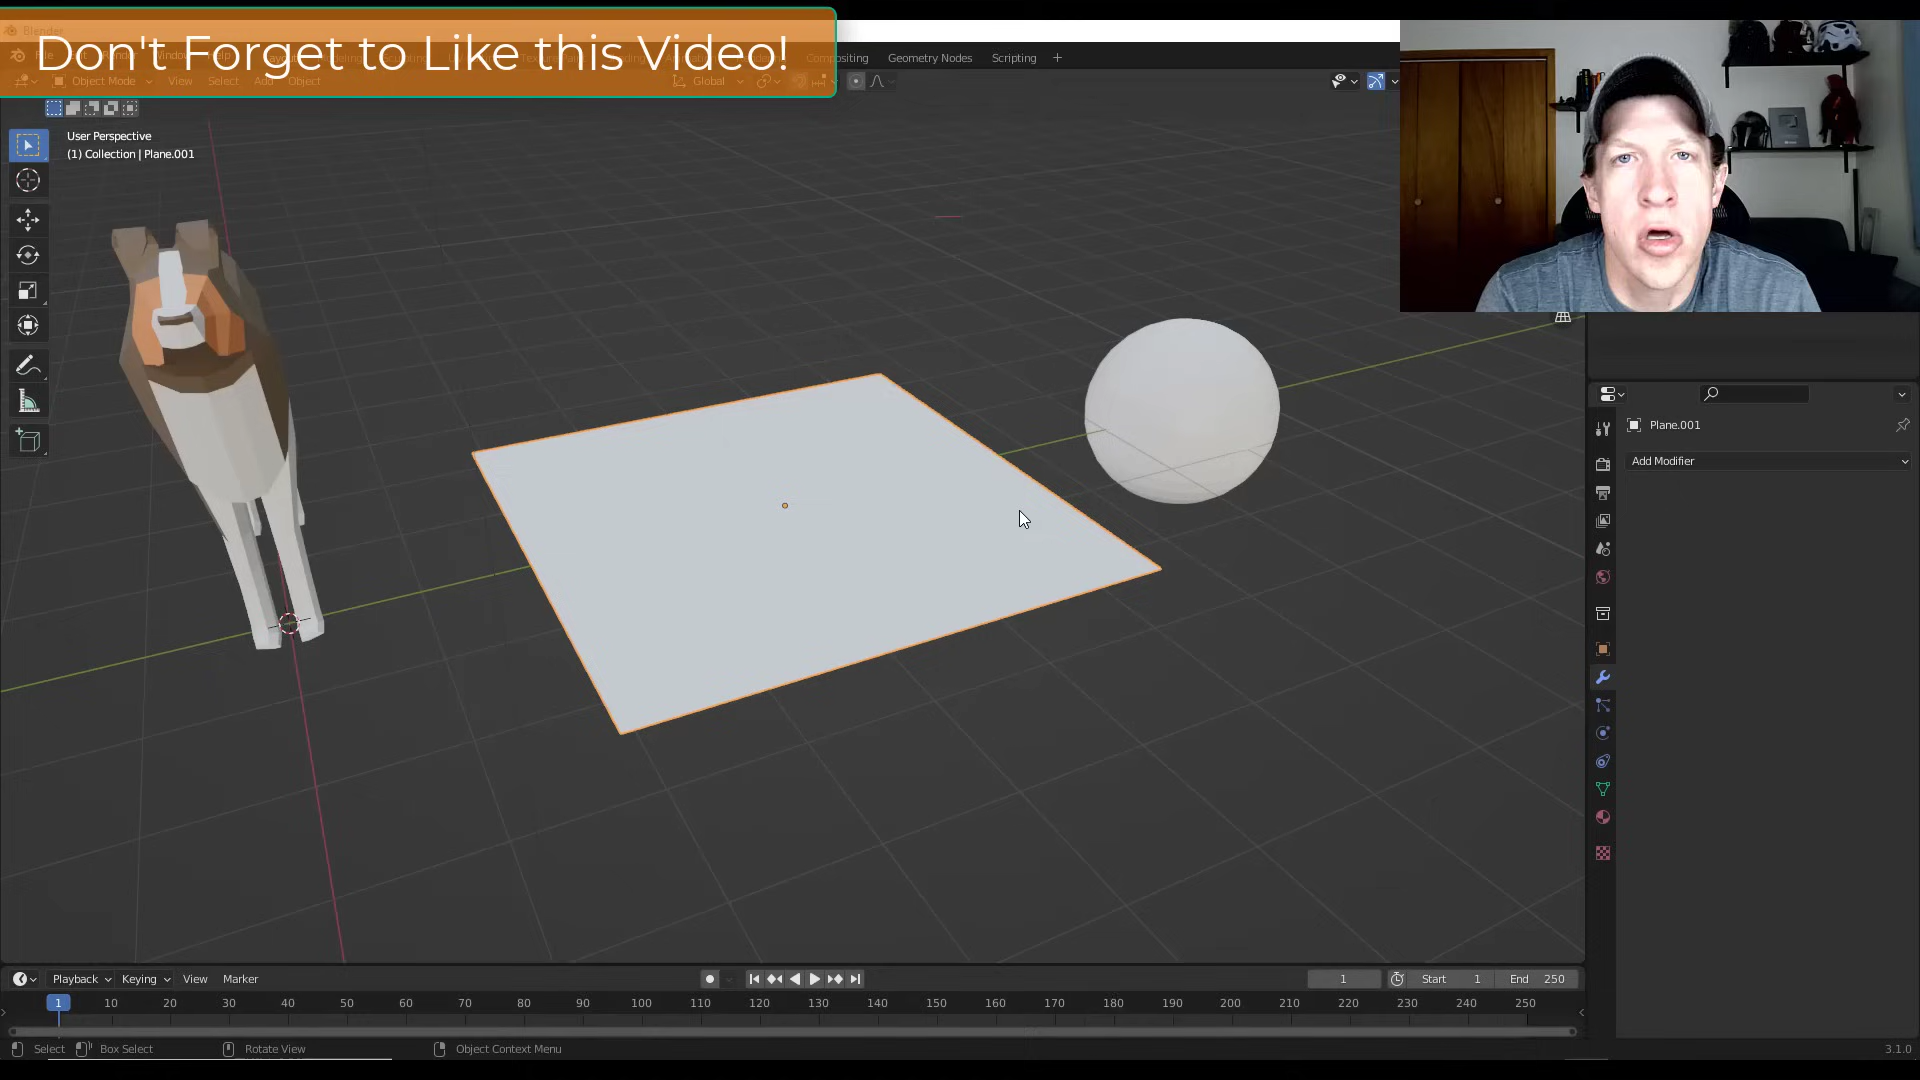 Don't Forget to Like this Video!
Geometry Nodes
Scripting
+
Object Mode
View
Select
Add
Object
Global
User Perspective
(1) Collection | Plane.001
Plane.001
Add Modifier
Playback
Keying
View
Marker
1
Start 1
End 250
1 10 20 30 40 50 60 70 80 90 100 110 120 130 140 150 160 170 180 190 200 210 220 230 240 250
Select
Box Select
Rotate View
Object Context Menu
3.1.0